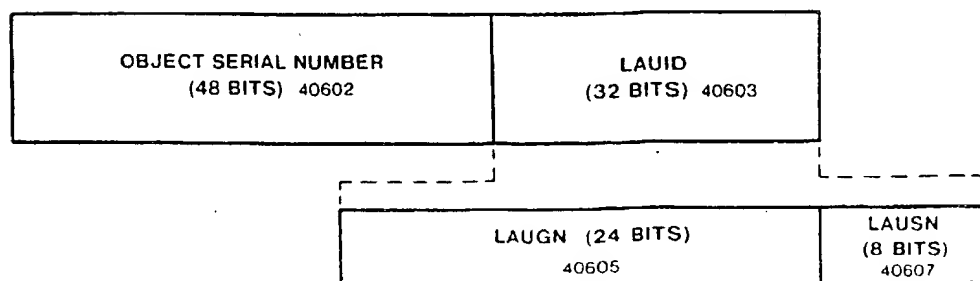 OBJECT SERIAL NUMBER
(48 BITS) 40602
LAUID
(32 BITS) 40603
LAUGN (24 BITS)
40605
LAUSN
(8 BITS)
40607